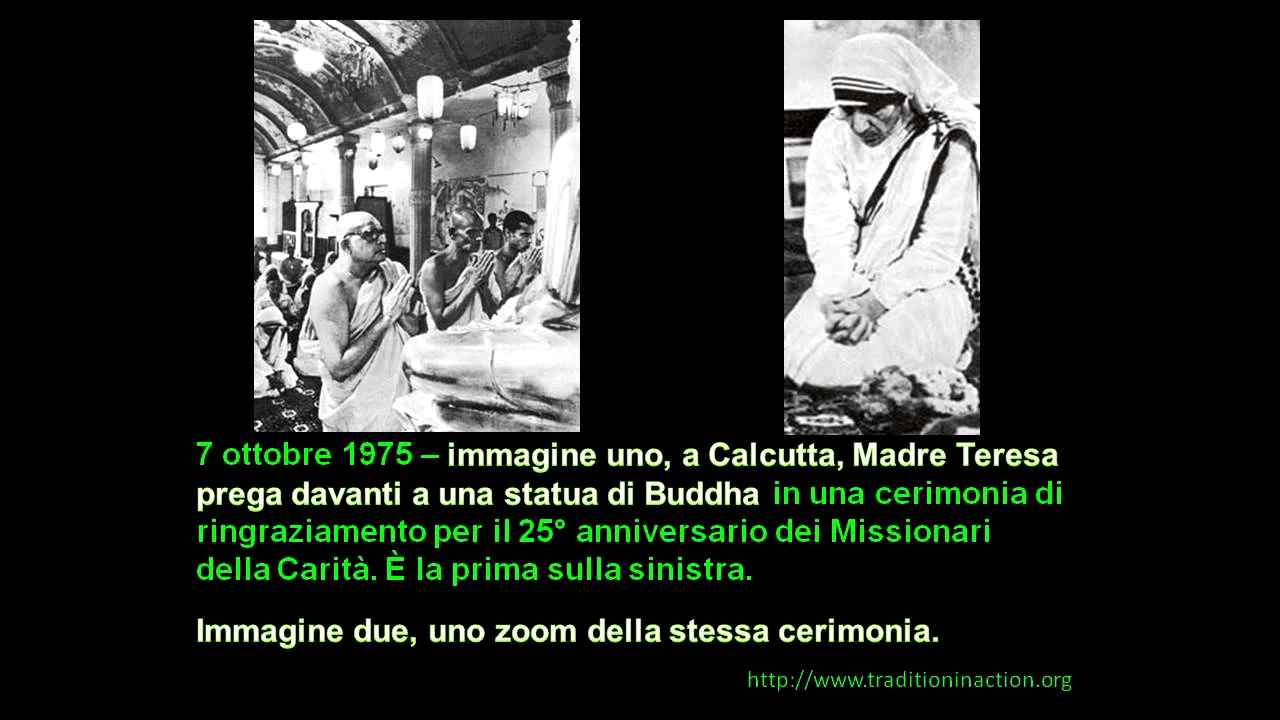 7 ottobre 1975 – immagine uno, a Calcutta, Madre Teresa
prega davanti a una statua di Buddha in una cerimonia di
ringraziamento per il 25° anniversario dei Missionari
della Carità. È la prima sulla sinistra.
Immagine due, uno zoom della stessa cerimonia.
http://www.traditioninaction.org